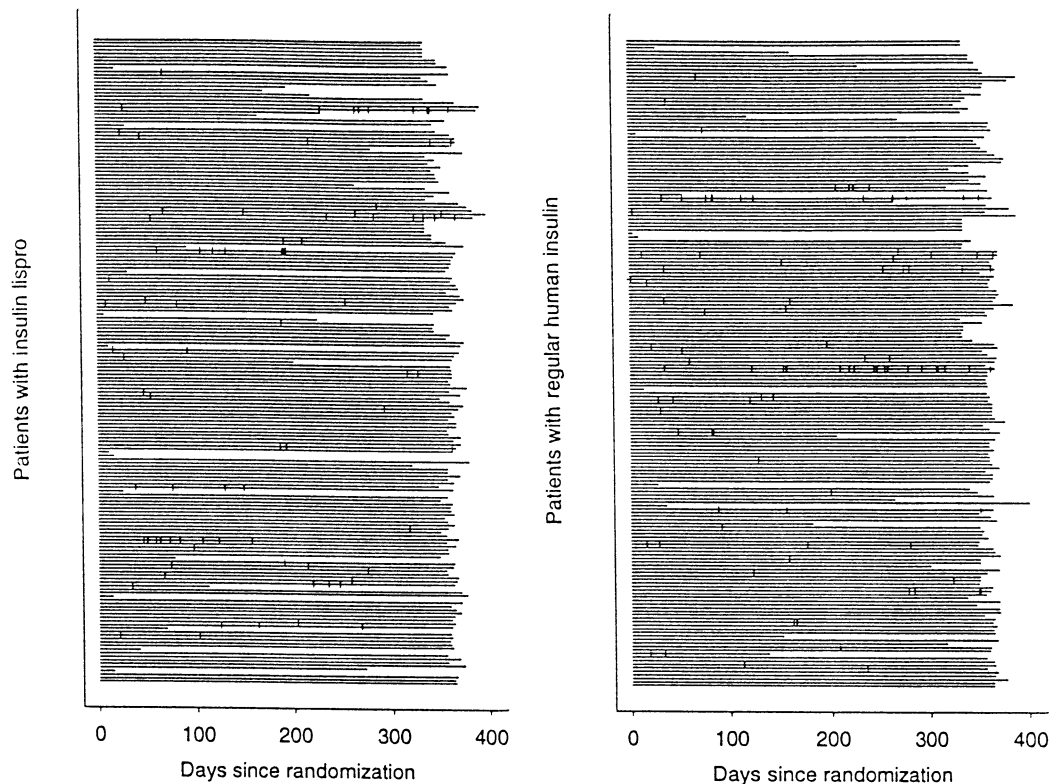 Patients with insulin lispro
0 100 200 300 400
Days since randomization
Patients with regular human insulin
0 100 200 300 400
Days since randomization